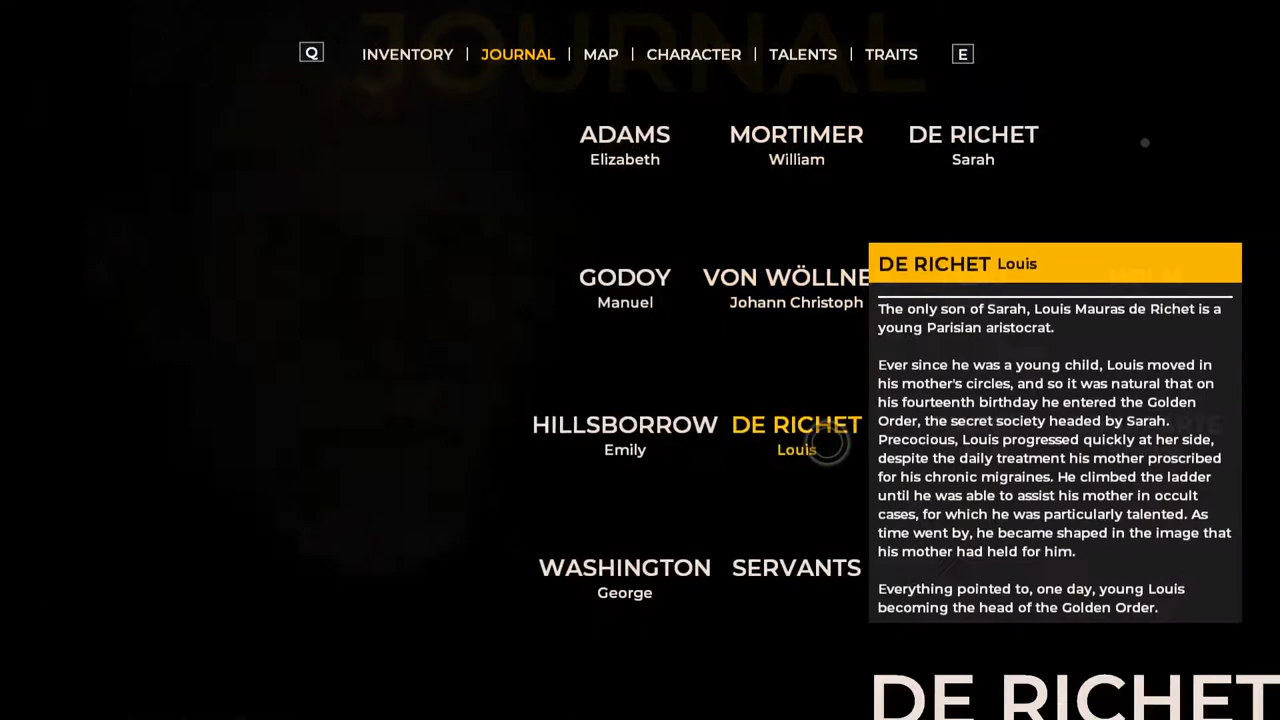 JOURNAL
Q INVENTORY | JOURNAL | MAP | CHARACTER | TALENTS | TRAITS E
ADAMS MORTIMER DE RICHET
Elizabeth William Sarah
GODOY VON WÖLLNE
Manuel Johann Christoph
HILLSBORROW DE RICHET
Emily Louis
WASHINGTON SERVANTS
George
DE RICHET Louis
The only son of Sarah, Louis Mauras de Richet is a
young Parisian aristocrat.
Ever since he was a young child, Louis moved in
his mother's circles, and so it was natural that on
his fourteenth birthday he entered the Golden
Order, the secret society headed by Sarah.
Precocious, Louis progressed quickly at her side,
despite the daily treatment his mother proscribed
for his chronic migraines. He climbed the ladder
until he was able to assist his mother in occult
cases, for which he was particularly talented. As
time went by, he became shaped in the image that
his mother had held for him.
Everything pointed to, one day, young Louis
becoming the head of the Golden Order.
DE RICHET